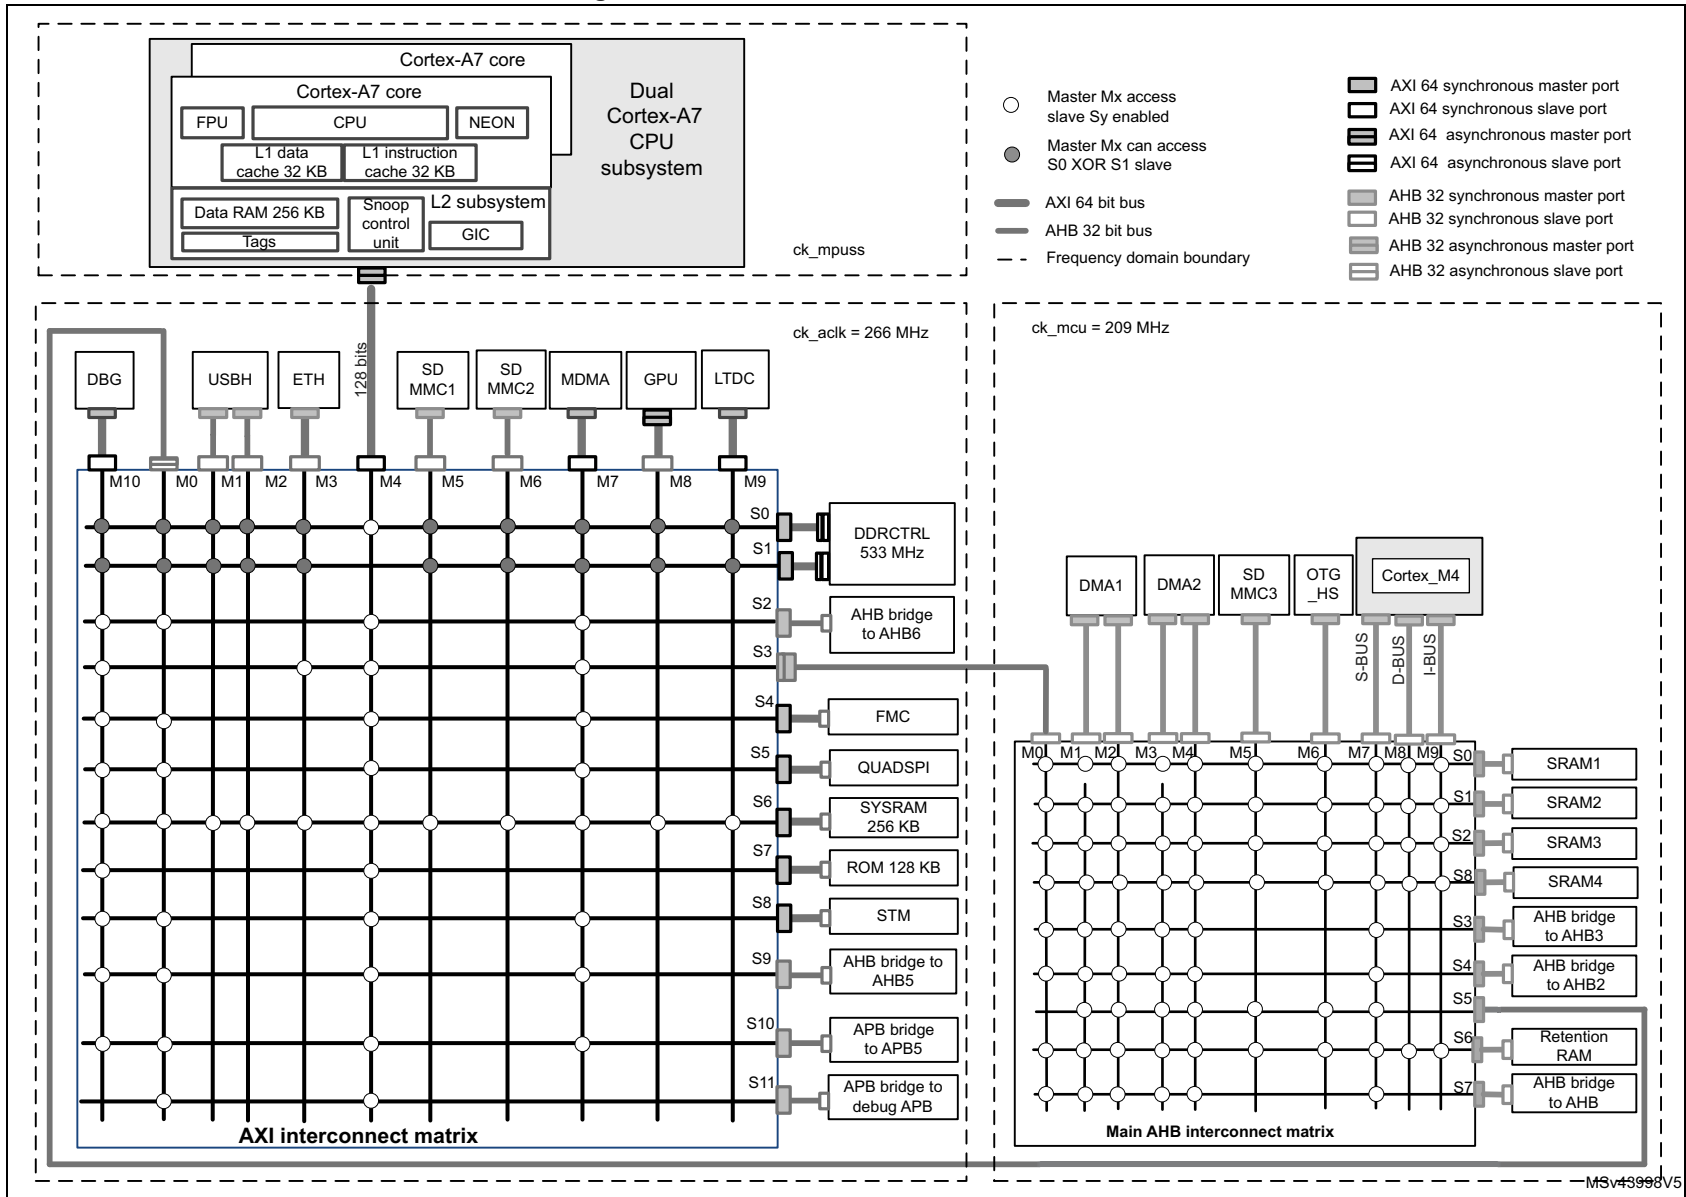 Cortex-A7 core
Cortex-A7 core
FPU
CPU
NEON
L1 data
cache 32 KB
L1 instruction
cache 32 KB
Data RAM 256 KB
Tags
Snoop
control
unit
L2 subsystem
GIC
Dual
Cortex-A7
CPU
subsystem
ck_mpuss
Master Mx access
slave Sy enabled
Master Mx can access
S0 XOR S1 slave
AXI 64 bit bus
AHB 32 bit bus
Frequency domain boundary
AXI 64 synchronous master port
AXI 64 synchronous slave port
AXI 64 asynchronous master port
AXI 64 asynchronous slave port
AHB 32 synchronous master port
AHB 32 synchronous slave port
AHB 32 asynchronous master port
AHB 32 asynchronous slave port
ck_aclk = 266 MHz
128 bits
DBG
USBH
ETH
SD
MMC1
SD
MMC2
MDMA
GPU
LTDC
M10
M0
M1
M2
M3
M4
M5
M6
M7
M8
M9
S0
S1
DDRCTRL
533 MHz
S2
AHB bridge
to AHB6
S3
S4
FMC
S5
QUADSPI
S6
SYSRAM
256 KB
S7
ROM 128 KB
S8
STM
S9
AHB bridge to
AHB5
S10
APB bridge
to APB5
S11
APB bridge to
debug APB
AXI interconnect matrix
ck_mcu = 209 MHz
DMA1
DMA2
SD
MMC3
OTG
_HS
Cortex_M4
S-BUS
D-BUS
I-BUS
M0
M1
M2
M3
M4
M5
M6
M7
M8
M9
S0
SRAM1
S1
SRAM2
S2
SRAM3
S8
SRAM4
S3
AHB bridge
to AHB3
S4
AHB bridge
to AHB2
S5
S6
Retention
RAM
S7
AHB bridge
to AHB
Main AHB interconnect matrix
MSv43998V5